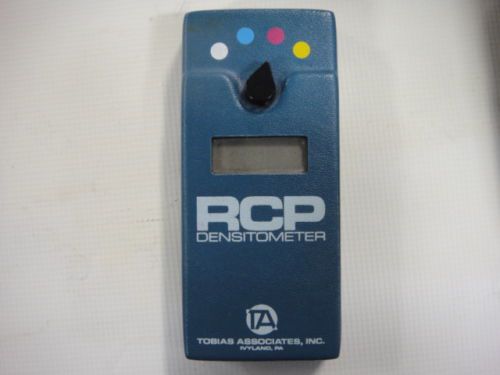 RCP
DENSITOMETER
TA
TOBIAS ASSOCIATES, INC.
IVYLAND, PA